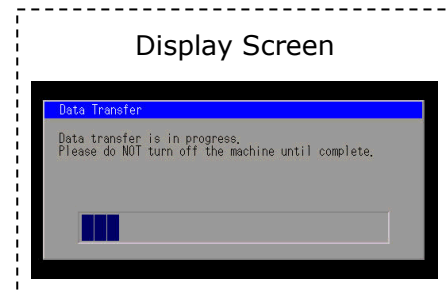 Display Screen
Data Transfer
Data transfer is in progress.
Please do NOT turn off the machine until complete.